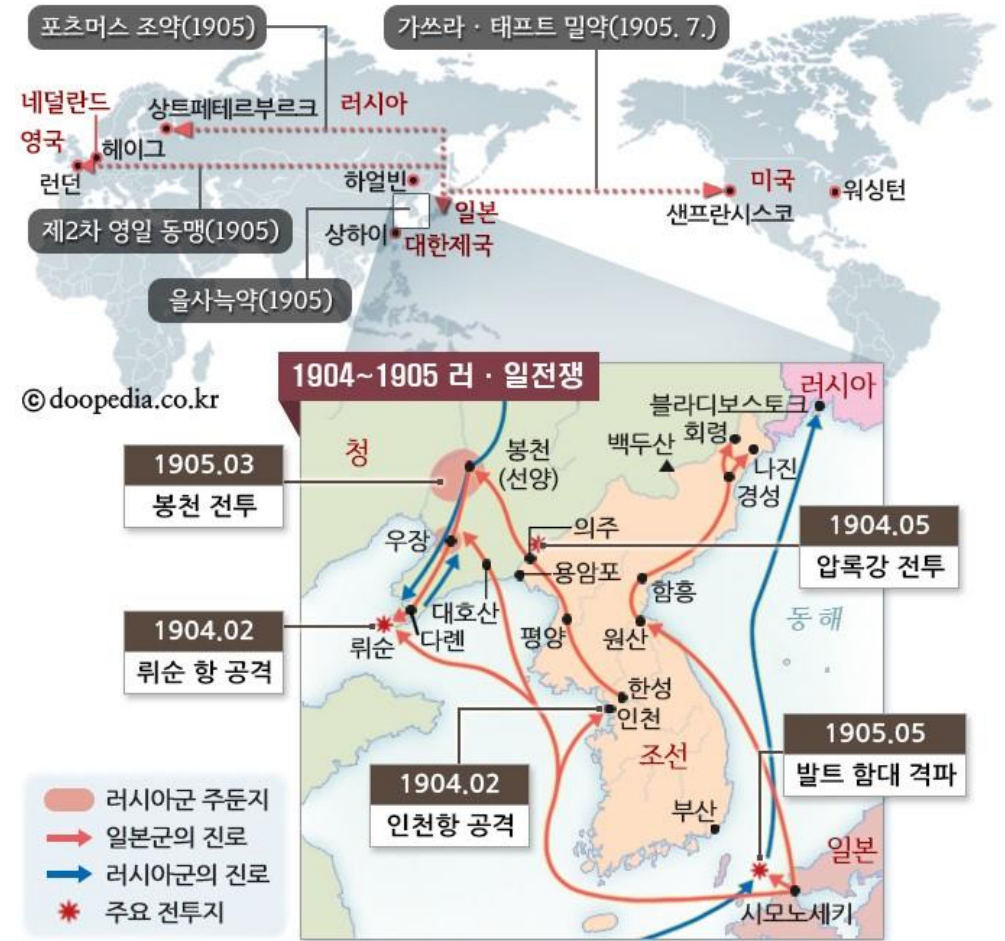 포츠머스 조약(1905)
가쓰라 · 태프트 밀약(1905. 7.)
네덜란드
상트페테르부르크
러시아
영국
헤이그
런던
하얼빈
미국
워싱턴
샌프란시스코
제2차 영일 동맹(1905)
일본
상하이
대한제국
을사늑약(1905)
ⓒ doopedia.co.kr
1904~1905 러 · 일전쟁
러시아
블라디보스토크
청
봉천
(선양)
백두산
회령
나진
경성
1905.03
봉천 전투
우장
의주
1904.05
압록강 전투
용암포
함흥
대호산
동해
1904.02
뤼순 항 공격
뤼순
다롄
평양
원산
한성
인천
조선
1905.05
발트 함대 격파
1904.02
인천항 공격
부산
일본
시모노세키
러시아군 주둔지
일본군의 진로
러시아군의 진로
주요 전투지